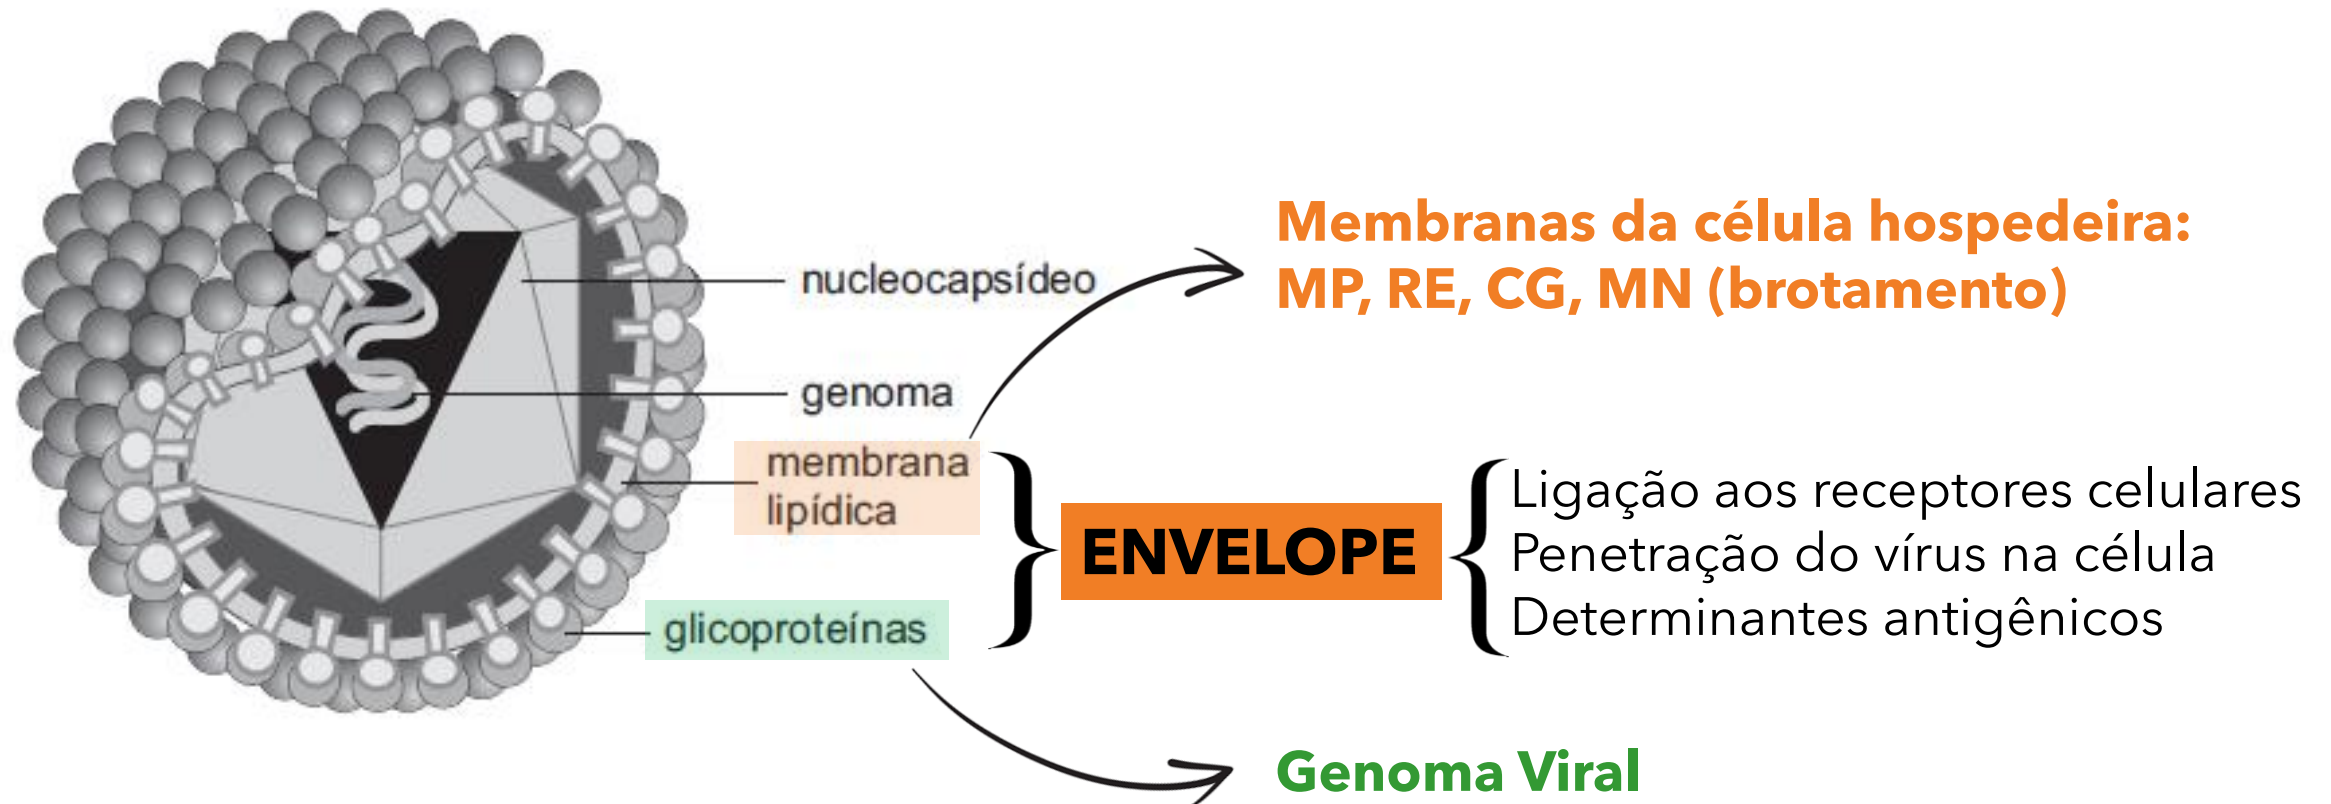 Membranas da célula hospedeira:
MP, RE, CG, MN (brotamento)
nucleocapsídeo
genoma
membrana
lipídica
glicoproteínas
ENVELOPE
Ligação aos receptores celulares
Penetração do vírus na célula
Determinantes antigênicos
Genoma Viral